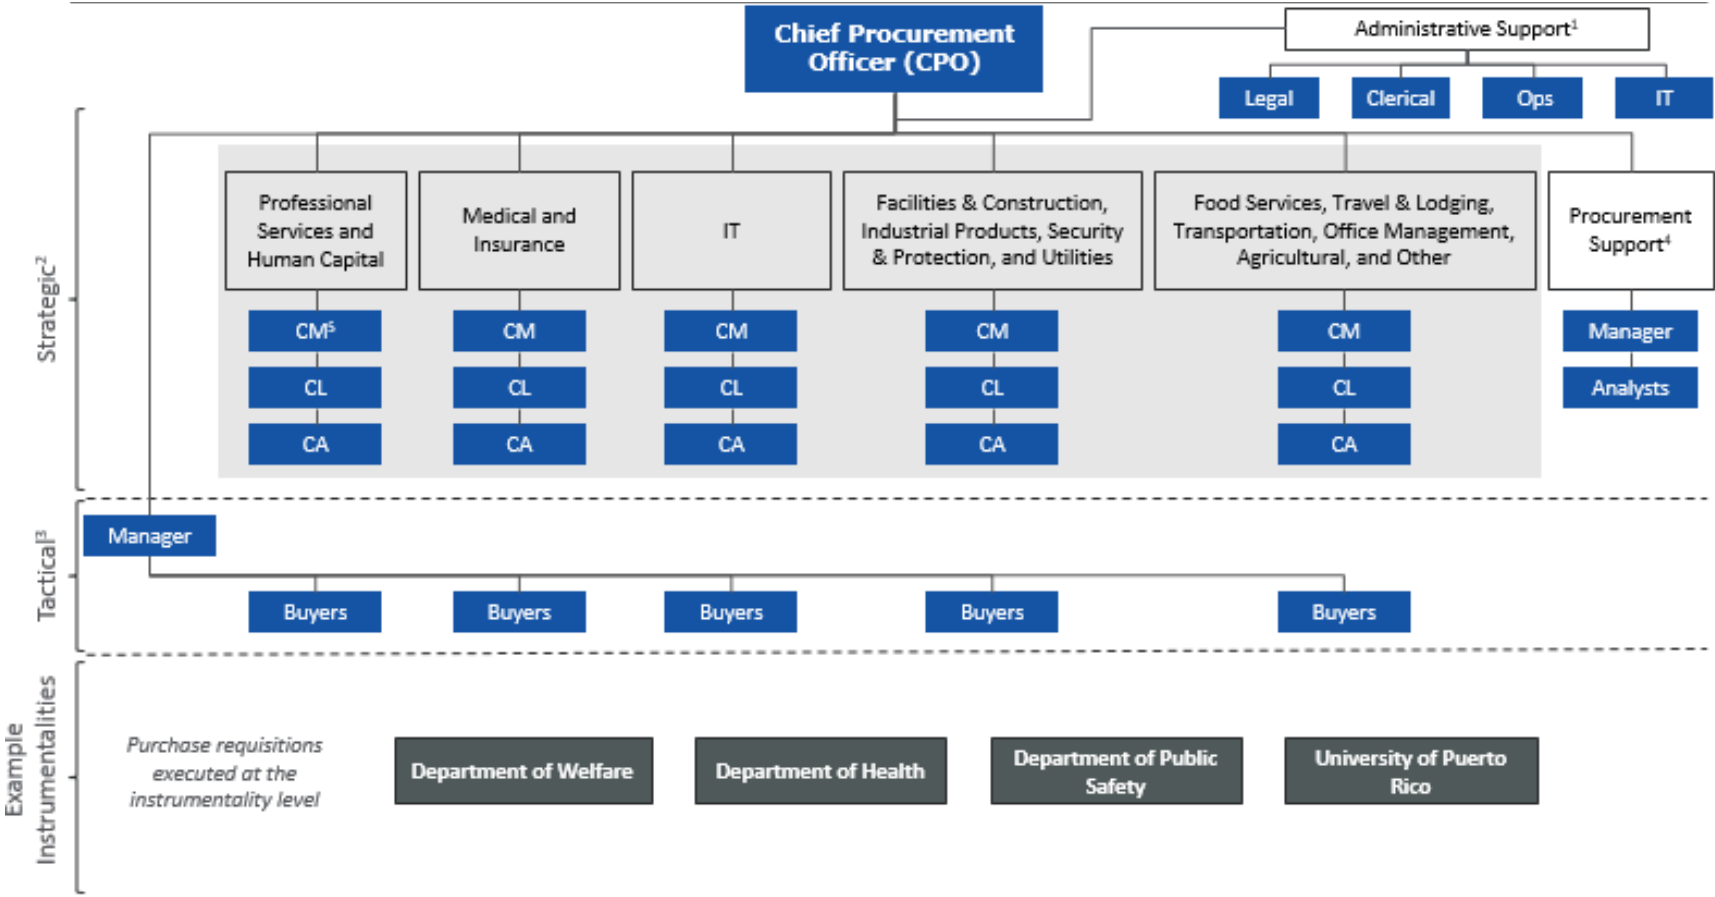 Chief Procurement
Officer (CPO)
Administrative Support¹
Legal
Clerical
Ops
IT
Strategic²
Professional
Services and
Human Capital
Medical and
Insurance
IT
Facilities & Construction,
Industrial Products, Security
& Protection, and Utilities
Food Services, Travel & Lodging,
Transportation, Office Management,
Agricultural, and Other
Procurement
Support⁴
CM⁵
CM
CM
CM
CM
Manager
CL
CL
CL
CL
CL
Analysts
CA
CA
CA
CA
CA
Tactical³
Manager
Buyers
Buyers
Buyers
Buyers
Buyers
Example
Instrumentalities
Purchase requisitions
executed at the
instrumentality level
Department of Welfare
Department of Health
Department of Public
Safety
University of Puerto
Rico